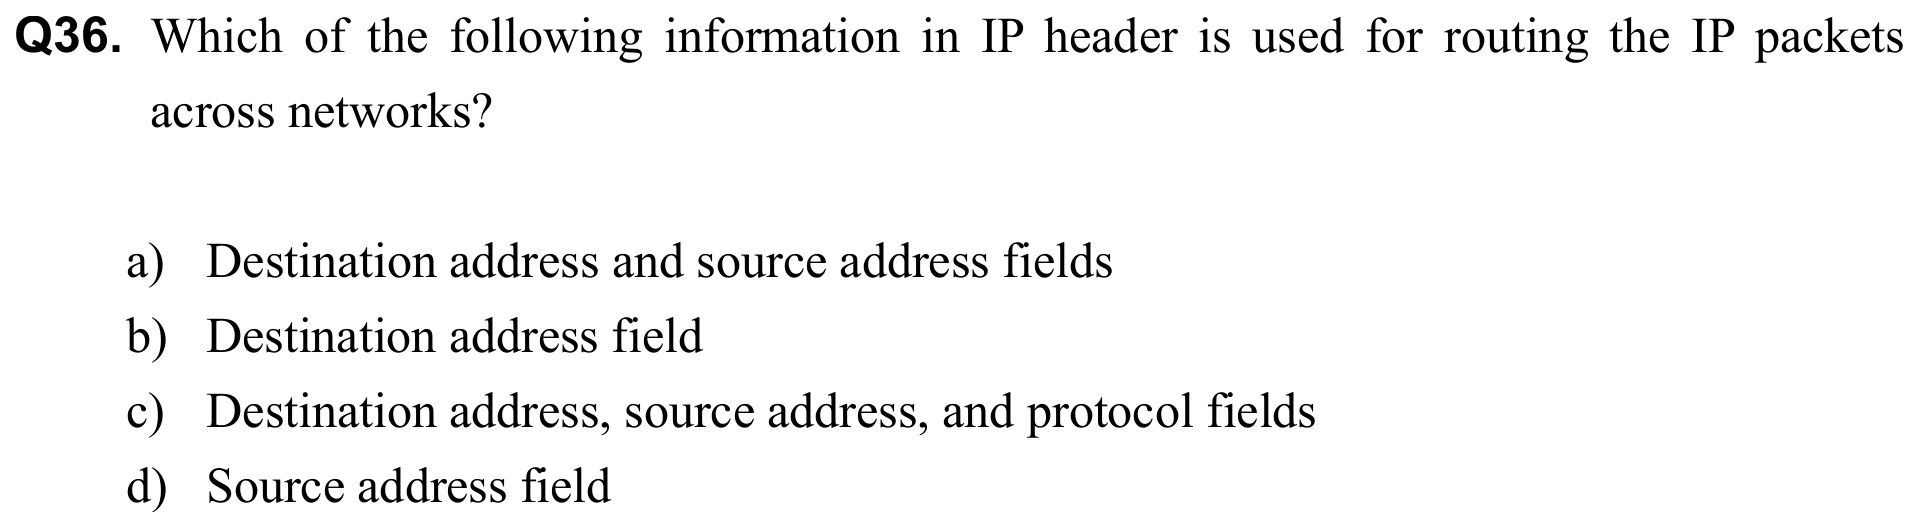 Q36. Which of the following information in IP header is used for routing the IP packets
across networks?
a) Destination address and source address fields
b) Destination address field
c) Destination address, source address, and protocol fields
d) Source address field